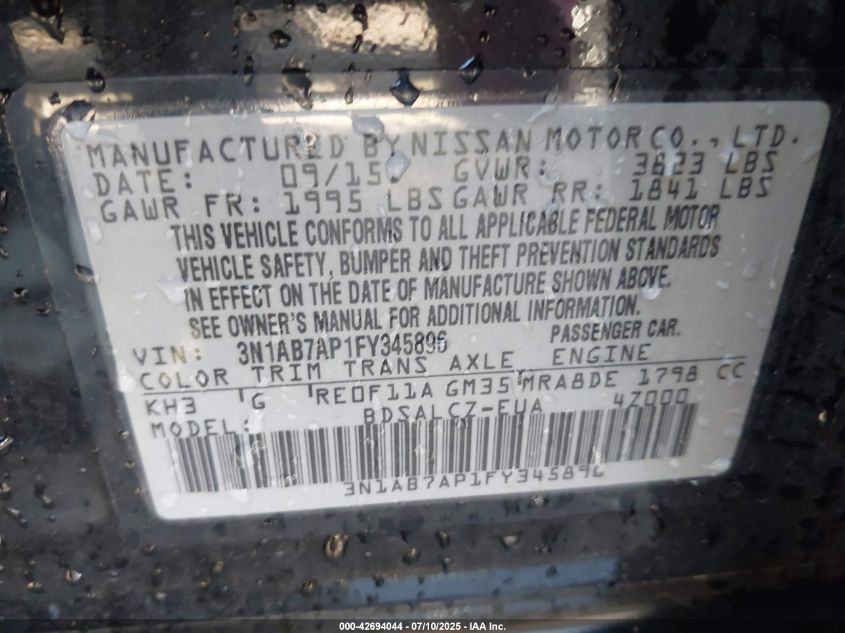 MANUFACTURED BY NISSAN MOTOR CO., LTD.
DATE: 09/15 GVWR: 3823 LBS
GAWR FR: 1995 LBS GAWR RR: 1841 LBS
THIS VEHICLE CONFORMS TO ALL APPLICABLE FEDERAL MOTOR
VEHICLE SAFETY, BUMPER AND THEFT PREVENTION STANDARDS
IN EFFECT ON THE DATE OF MANUFACTURE SHOWN ABOVE.
SEE OWNER'S MANUAL FOR ADDITIONAL INFORMATION.
VIN: 3N1AB7AP1FY345896 PASSENGER CAR.
COLOR TRIM TRANS AXLE ENGINE
KH3 G RE0F11A GM35 MRA8DE 1798 CC
MODEL: BDSALCZ-EUA 4Z000
3N1AB7AP1FY345896
000-42694044 / 07/10/2025 - IAA Inc.